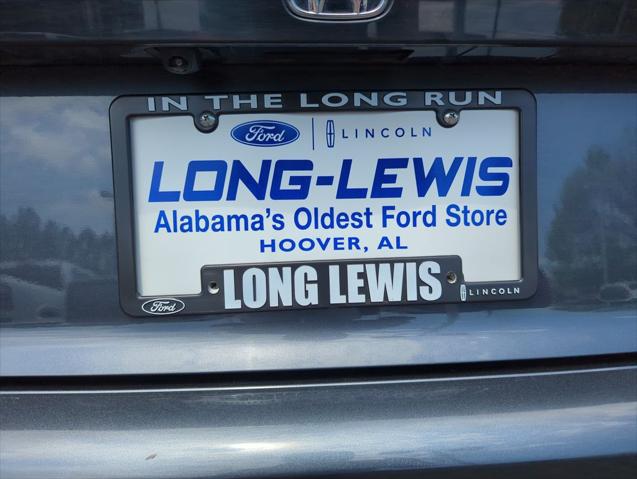 IN THE LONG RUN
Ford LINCOLN
LONG-LEWIS
Alabama's Oldest Ford Store
HOOVER, AL
LONG LEWIS
Ford LINCOLN